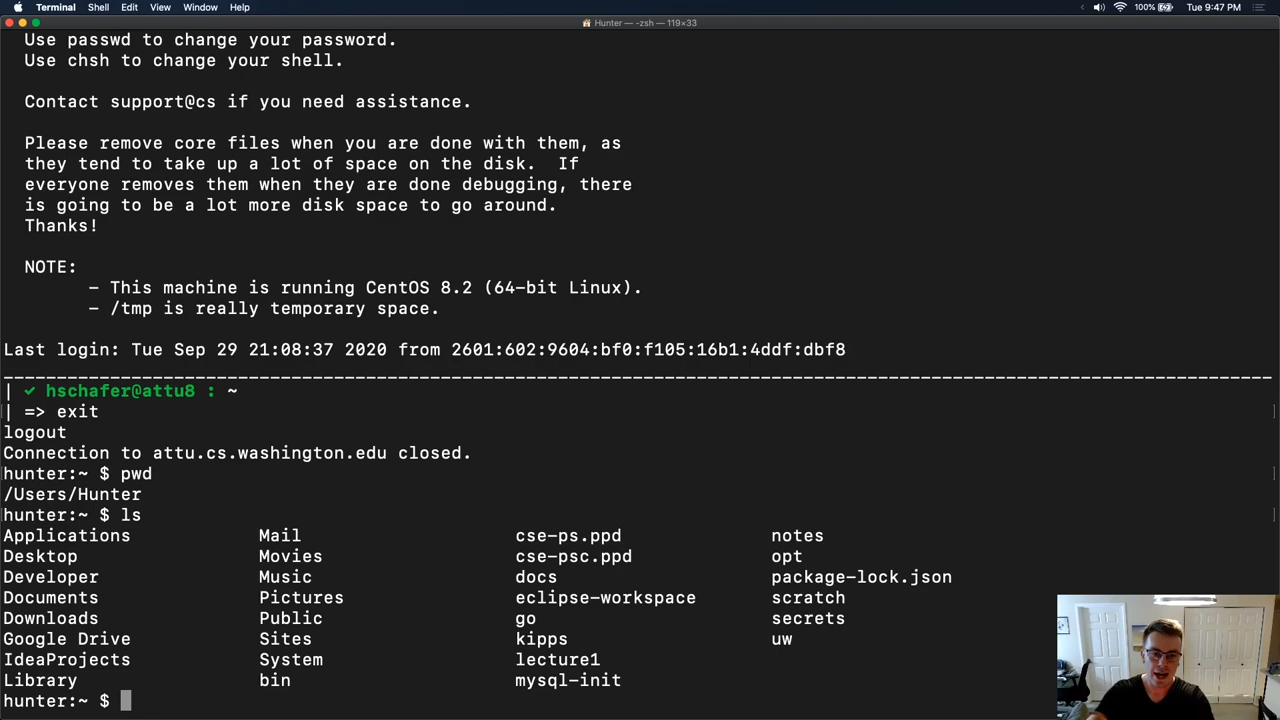 Terminal Shell Edit View Window Help 100% Tue 9:47 PM
Hunter — -zsh — 119×33
Use passwd to change your password.
Use chsh to change your shell.
Contact support@cs if you need assistance.
Please remove core files when you are done with them, as
they tend to take up a lot of space on the disk.  If
everyone removes them when they are done debugging, there
is going to be a lot more disk space to go around.
Thanks!
NOTE:
– This machine is running CentOS 8.2 (64-bit Linux).
– /tmp is really temporary space.
Last login: Tue Sep 29 21:08:37 2020 from 2601:602:9604:bf0:f105:16b1:4ddf:dbf8
| ✓ hschafer@attu8 : ~
| => exit
logout
Connection to attu.cs.washington.edu closed.
hunter:~ $ pwd
/Users/Hunter
hunter:~ $ ls
Applications Mail cse-ps.ppd notes
Desktop Movies cse-psc.ppd opt
Developer Music docs package-lock.json
Documents Pictures eclipse-workspace scratch
Downloads Public go secrets
Google Drive Sites kipps uw
IdeaProjects System lecture1
Library bin mysql-init
hunter:~ $